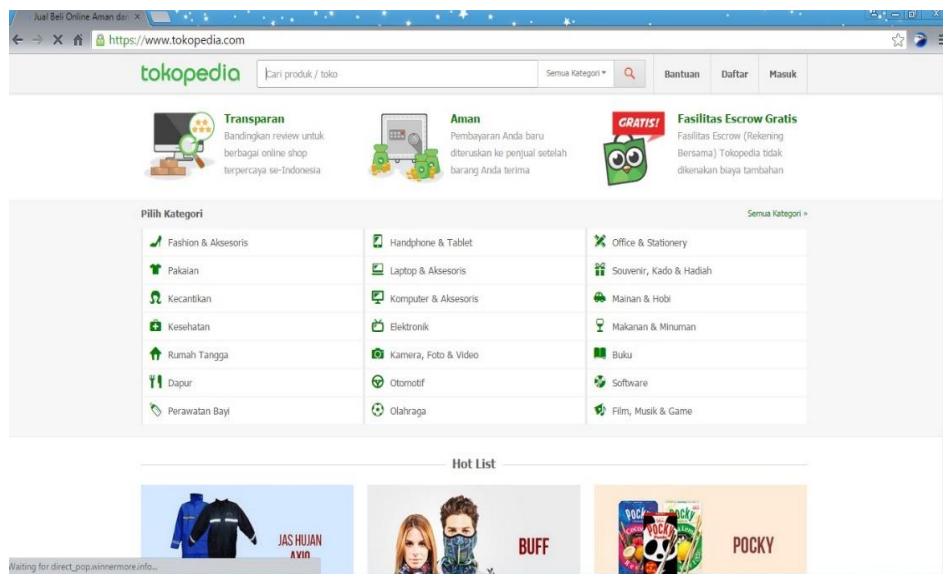 Jual Beli Online Aman dan
https://www.tokopedia.com
tokopedia
Cari produk / toko
Semua Kategori
Bantuan
Daftar
Masuk
Transparan
Bandingkan review untuk
berbagai online shop
terpercaya se-Indonesia
Aman
Pembayaran Anda baru
diteruskan ke penjual setelah
barang Anda terima
GRATIS!
Fasilitas Escrow Gratis
Fasilitas Escrow (Rekening
Bersama) Tokopedia tidak
dikenakan biaya tambahan
Pilih Kategori
Semua Kategori »
Fashion & Aksesoris
Handphone & Tablet
Office & Stationery
Pakaian
Laptop & Aksesoris
Souvenir, Kado & Hadiah
Kecantikan
Komputer & Aksesoris
Mainan & Hobi
Kesehatan
Elektronik
Makanan & Minuman
Rumah Tangga
Kamera, Foto & Video
Buku
Dapur
Otomotif
Software
Perawatan Bayi
Olahraga
Film, Musik & Game
Hot List
JAS HUJAN
AXIO
BUFF
POCKY
POCKY
POCKY
Waiting for direct_pop.winnermore.info...